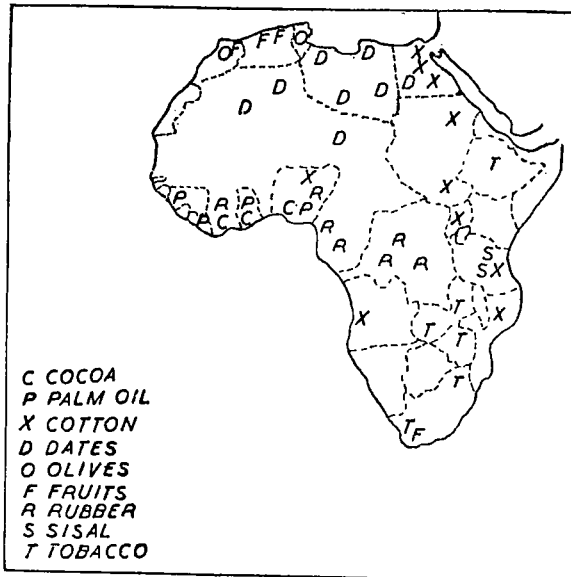 O F F F O X
X D D D X
D D X
D D D
X
D
T
X
X
P R P R
C P
C P C C X
R
R R C
R R S
S X
T
X X
T T
T
T F
C COCOA
P PALM OIL
X COTTON
D DATES
O OLIVES
F FRUITS
R RUBBER
S SISAL
T TOBACCO